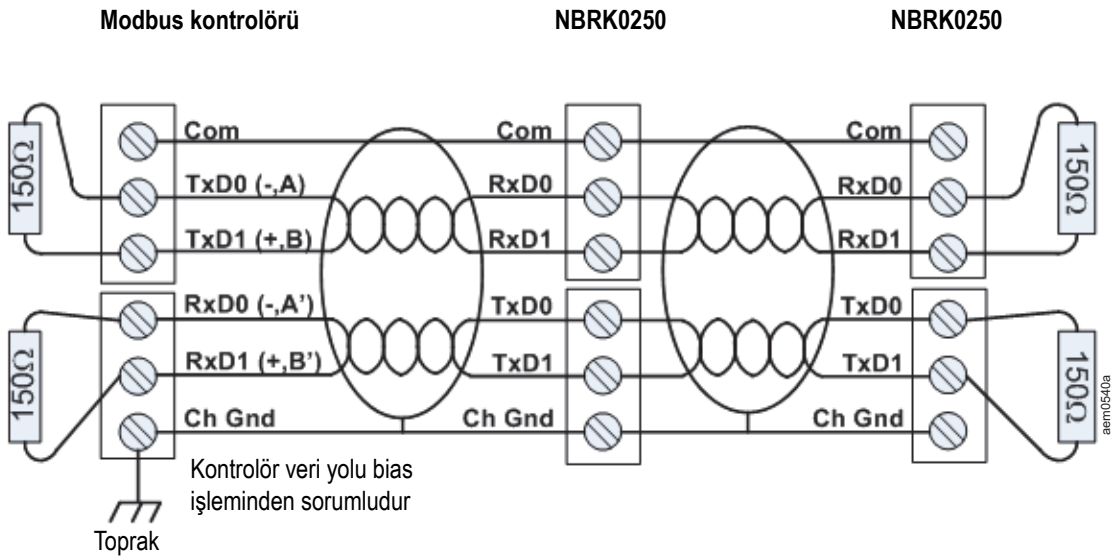 Modbus kontrolörü NBRK0250 NBRK0250
Com Com Com
150Ω TxD0 (-,A) RxD0 RxD0 150Ω
TxD1 (+,B) RxD1 RxD1
RxD0 (-,A') TxD0 TxD0
150Ω RxD1 (+,B') TxD1 TxD1 150Ω
Ch Gnd Ch Gnd Ch Gnd
aem0540a
Kontrolör veri yolu bias
işleminden sorumludur
Toprak